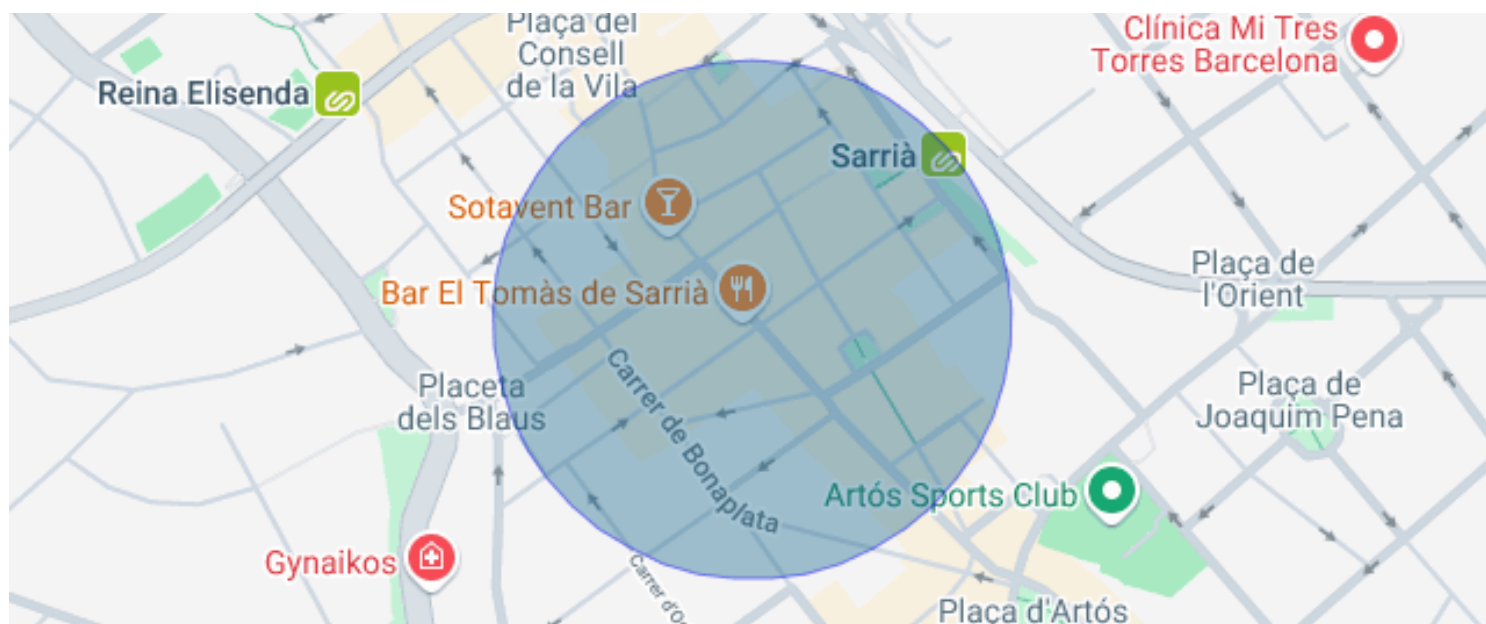 Plaça del
Consell
de la Vila
Clínica Mi Tres
Torres Barcelona
Reina Elisenda
Sarrià
Sotavent Bar
Plaça de
l'Orient
Bar El Tomàs de Sarrià
Placeta
dels Blaus
Carrer de Bonaplata
Plaça de
Joaquim Pena
Artós Sports Club
Gynaikos
Plaça d'Artós